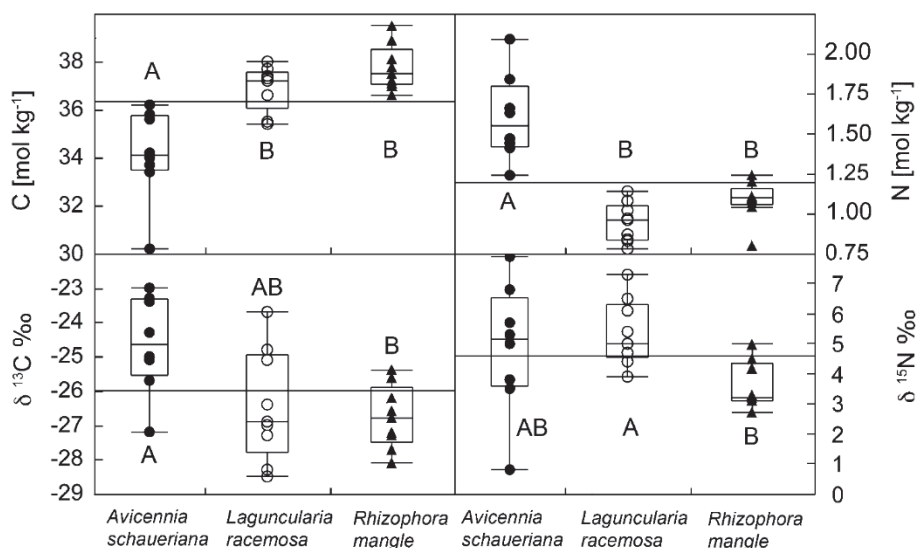 A
B
B
C [mol kg⁻¹]
38
36
34
32
30
A
B
B
N [mol kg⁻¹]
2.00
1.75
1.50
1.25
1.00
0.75
AB
B
A
δ ¹³C ‰
-23
-24
-25
-26
-27
-28
-29
AB
A
B
δ ¹⁵N ‰
7
6
5
4
3
2
1
0
Avicennia
schaueriana
Laguncularia
racemosa
Rhizophora
mangle
Avicennia
schaueriana
Laguncularia
racemosa
Rhizophora
mangle